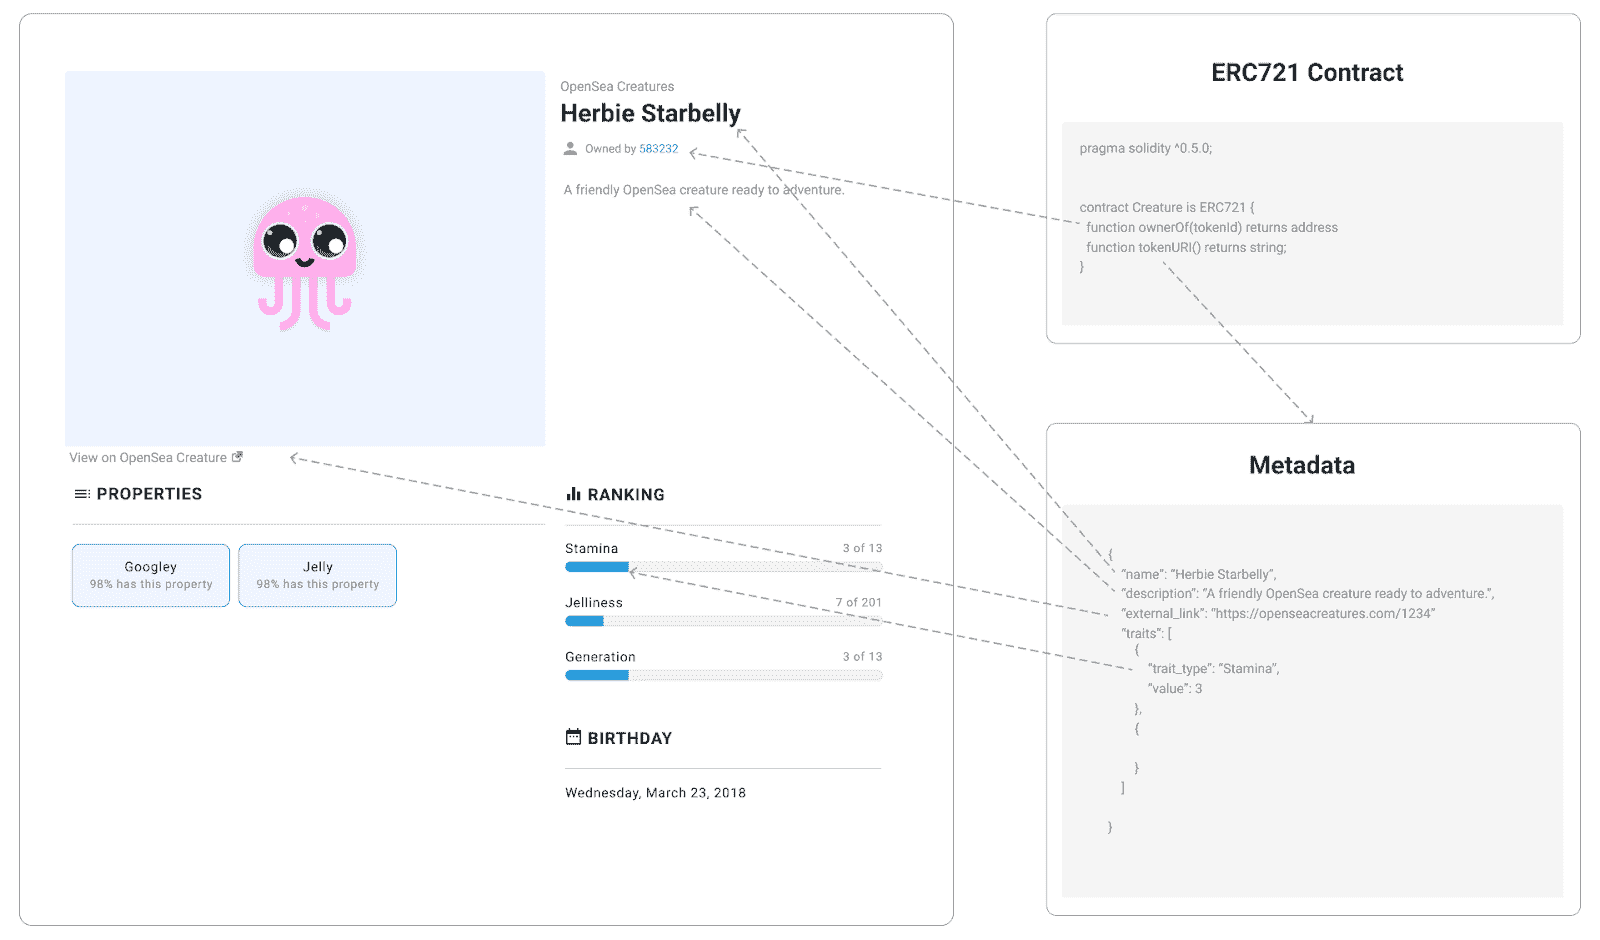 OpenSea Creatures
Herbie Starbelly
Owned by 583232
A friendly OpenSea creature ready to adventure.
View on OpenSea Creature
PROPERTIES
Googley
98% has this property
Jelly
98% has this property
RANKING
Stamina 3 of 13
Jelliness 7 of 201
Generation 3 of 13
BIRTHDAY
Wednesday, March 23, 2018
ERC721 Contract
pragma solidity ^0.5.0;
contract Creature is ERC721 {
function ownerOf(tokenId) returns address
function tokenURI() returns string;
}
Metadata
{
“name”: “Herbie Starbelly”,
“description”: “A friendly OpenSea creature ready to adventure.”,
“external_link”: “https://openseacreatures.com/1234”
“traits”: [
{
“trait_type”: “Stamina”,
“value”: 3
},
{
}
]
}